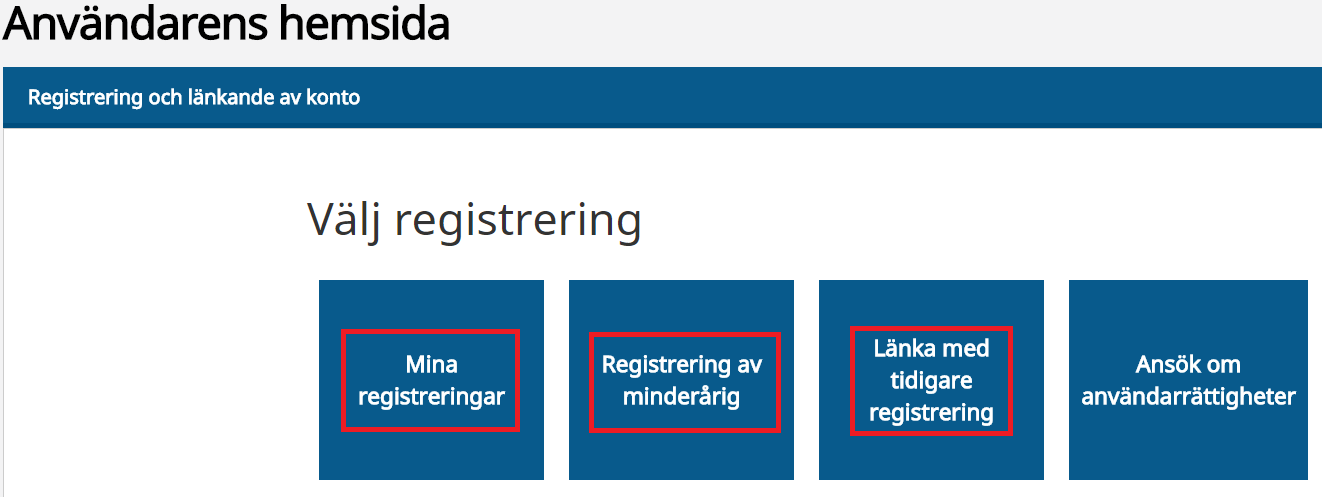 Användarens hemsida
Registrering och länkande av konto
Välj registrering
Mina
registreringar
Registrering av
minderårig
Länka med
tidigare
registrering
Ansök om
användarrättigheter